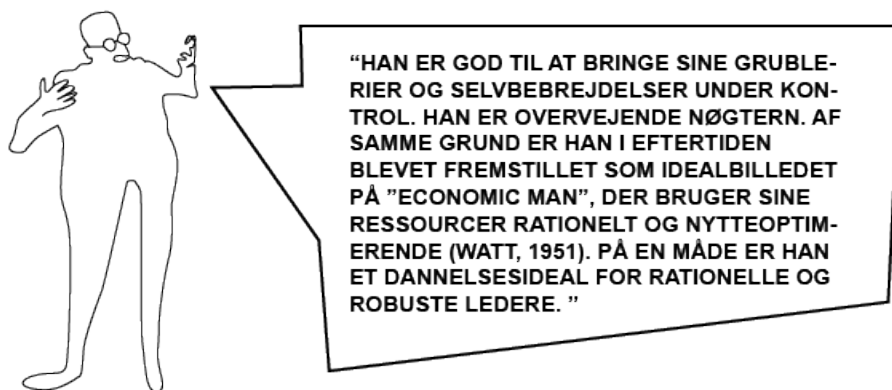 “HAN ER GOD TIL AT BRINGE SINE GRUBLE-
RIER OG SELVBEBREJDELSER UNDER KON-
TROL. HAN ER OVERVEJENDE NØGTERN. AF
SAMME GRUND ER HAN I EFTERTIDEN
BLEVET FREMSTILLET SOM IDEALBILLEDET
PÅ ”ECONOMIC MAN”, DER BRUGER SINE
RESSOURCER RATIONELT OG NYTTEOPTIM-
ERENDE (WATT, 1951). PÅ EN MÅDE ER HAN
ET DANNELSESIDEAL FOR RATIONELLE OG
ROBUSTE LEDERE. ”